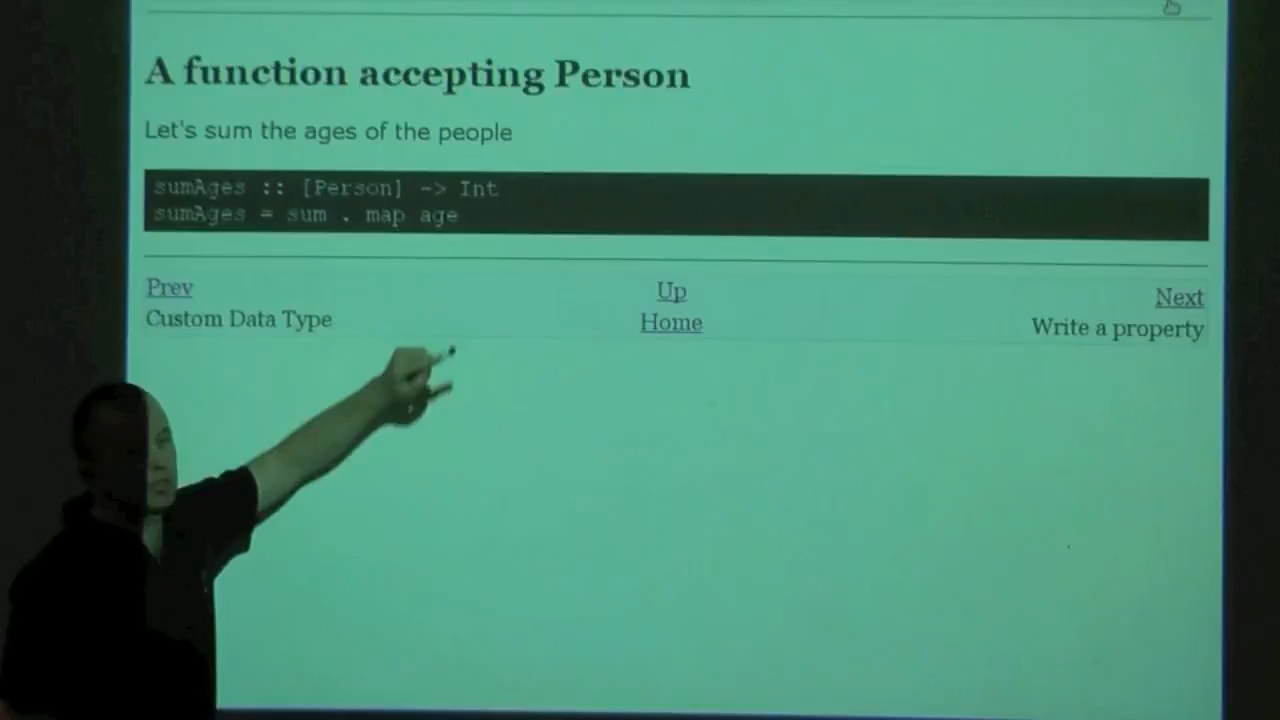 A function accepting Person
Let's sum the ages of the people
sumAges :: [Person] -> Int
sumAges = sum . map age
Prev
Up
Next
Custom Data Type
Home
Write a property